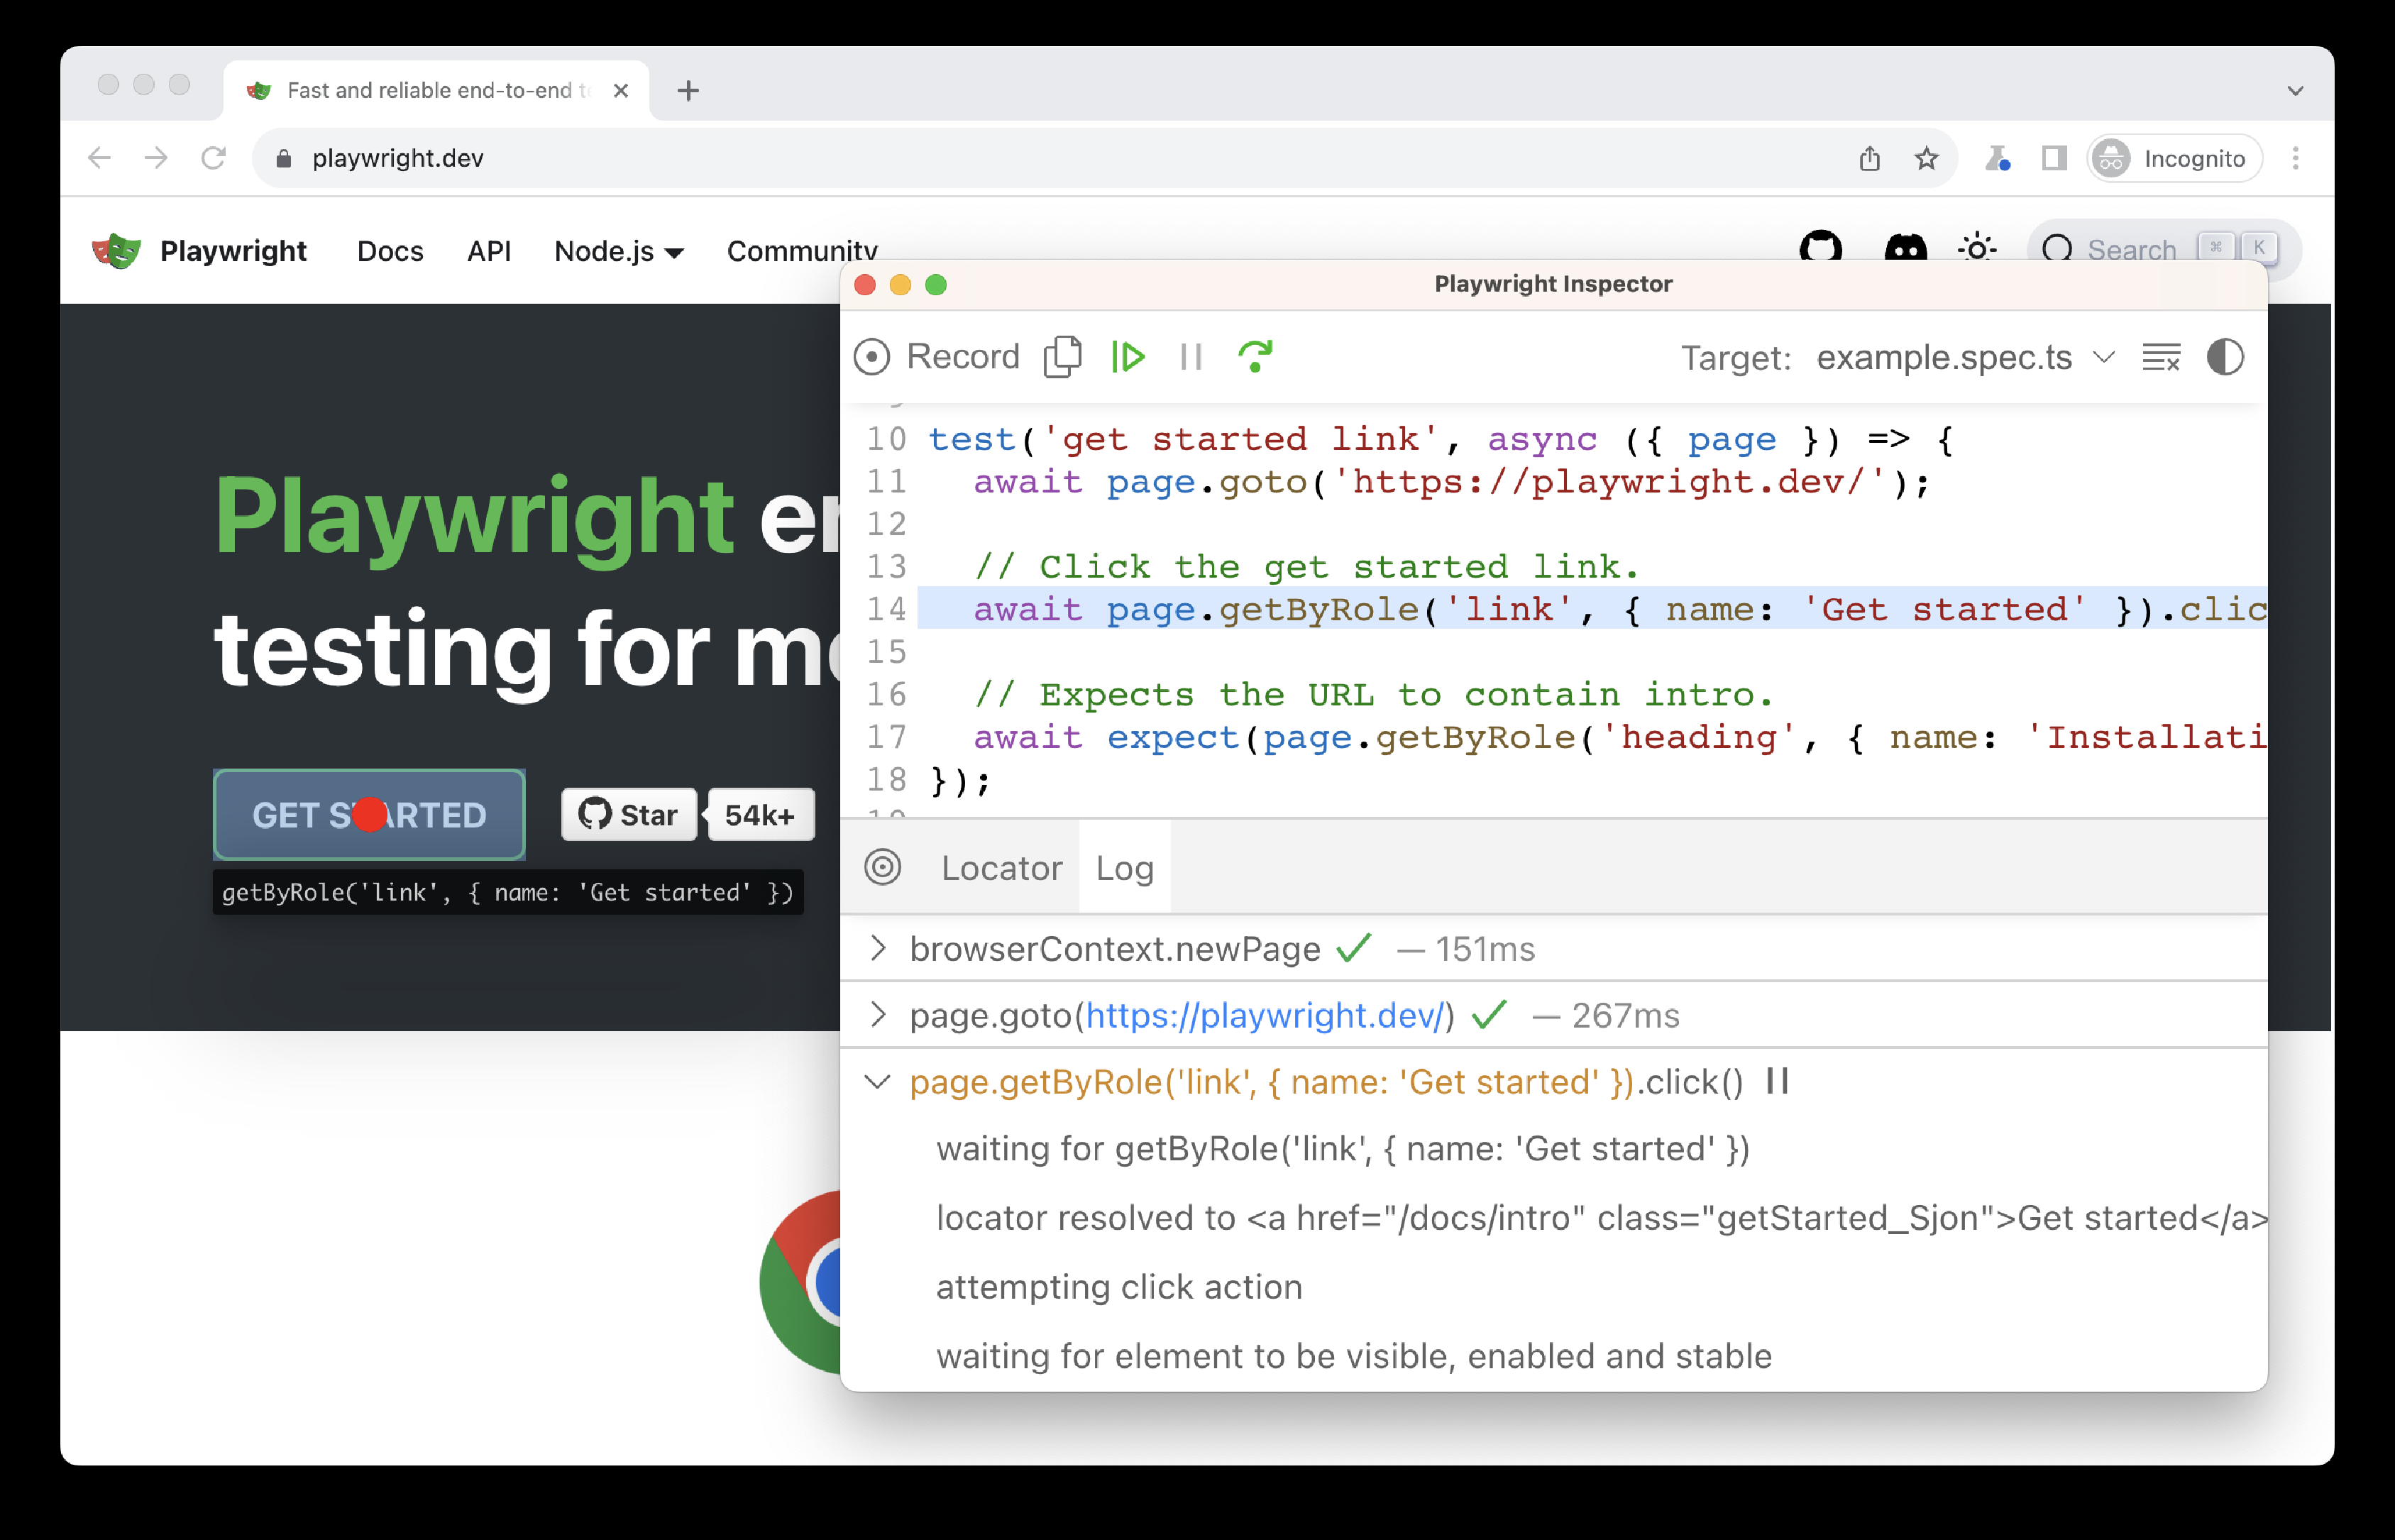 Fast and reliable end-to-end t
playwright.dev
Incognito
Playwright Docs API Node.js Community
Search ⌘ K
Playwright
testing for
GET STARTED
Star 54k+
getByRole('link', { name: 'Get started' })
Playwright Inspector
Record
Target: example.spec.ts
10 test('get started link', async ({ page }) => {
11 await page.goto('https://playwright.dev/');
12
13 // Click the get started link.
14 await page.getByRole('link', { name: 'Get started' }).clic
15
16 // Expects the URL to contain intro.
17 await expect(page.getByRole('heading', { name: 'Installati
18 });
Locator Log
browserContext.newPage — 151ms
page.goto(https://playwright.dev/) — 267ms
page.getByRole('link', { name: 'Get started' }).click()
waiting for getByRole('link', { name: 'Get started' })
locator resolved to <a href="/docs/intro" class="getStarted_Sjon">Get started</a>
attempting click action
waiting for element to be visible, enabled and stable